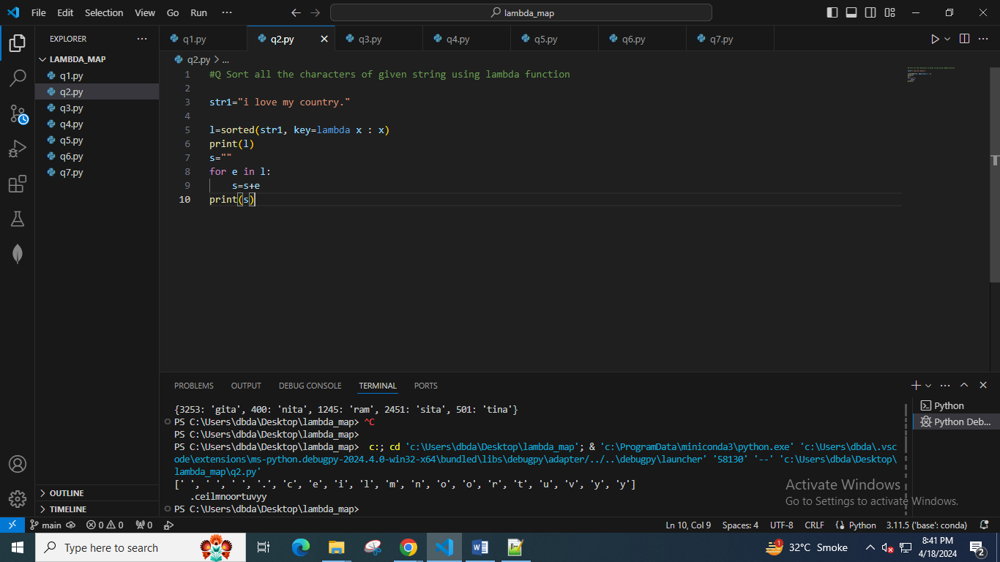 File Edit Selection View Go Run ··· lambda_map
EXPLORER ···
LAMBDA_MAP
q1.py
q2.py
q3.py
q4.py
q5.py
q6.py
q7.py
OUTLINE
TIMELINE
q1.py q2.py q3.py q4.py q5.py q6.py q7.py
q2.py > ...
1 #Q Sort all the characters of given string using lambda function
2
3 str1="i love my country."
4
5 l=sorted(str1, key=lambda x : x)
6 print(l)
7 s=""
8 for e in l:
9     s=s+e
10 print(s)
PROBLEMS OUTPUT DEBUG CONSOLE TERMINAL PORTS
{3253: 'gita', 400: 'nita', 1245: 'ram', 2451: 'sita', 501: 'tina'}
PS C:\Users\dbda\Desktop\lambda_map> ^C
PS C:\Users\dbda\Desktop\lambda_map>
PS C:\Users\dbda\Desktop\lambda_map>  c:; cd 'c:\Users\dbda\Desktop\lambda_map'; & 'c:\ProgramData\miniconda3\python.exe' 'c:\Users\dbda\.vsc
ode\extensions\ms-python.debugpy-2024.4.0-win32-x64\bundled\libs\debugpy\adapter/../..\debugpy\launcher' '58130' '--' 'c:\Users\dbda\Desktop\
lambda_map\q2.py'
[' ', ' ', ' ', '.', 'c', 'e', 'i', 'l', 'm', 'n', 'o', 'o', 'r', 't', 'u', 'v', 'y', 'y']
   .ceilmnoortuvyy
PS C:\Users\dbda\Desktop\lambda_map>
Python
Python Deb...
Activate Windows
Go to Settings to activate Windows.
main 0 0 0 Ln 10, Col 9 Spaces: 4 UTF-8 CRLF Python 3.11.5 ('base': conda)
Type here to search 1 32°C Smoke 8:41 PM
4/18/2024 2